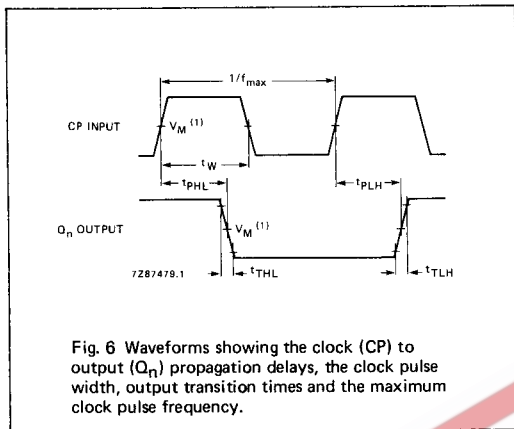 1/fmax
CP INPUT
VM (1)
tW
tPHL
tPLH
Qn OUTPUT
VM (1)
7Z87479.1
tTHL
tTLH
Fig. 6 Waveforms showing the clock (CP) to
output (Qn) propagation delays, the clock pulse
width, output transition times and the maximum
clock pulse frequency.